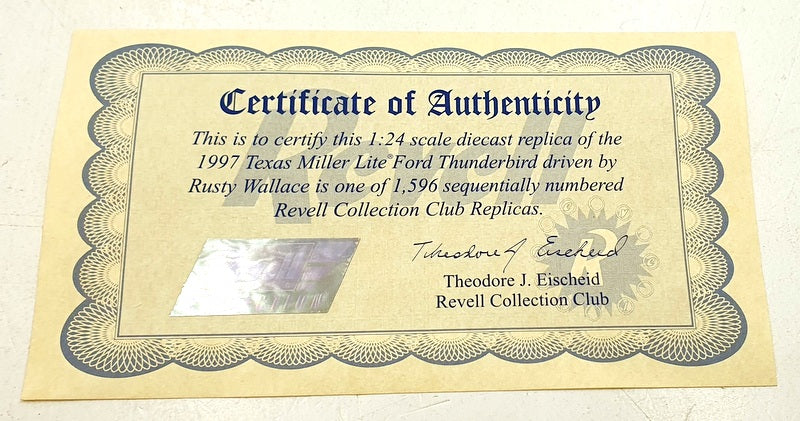 Revell
Certificate of Authenticity
This is to certify this 1:24 scale diecast replica of the
1997 Texas Miller Lite® Ford Thunderbird driven by
Rusty Wallace is one of 1,596 sequentially numbered
Revell Collection Club Replicas.
Theodore J Eischeid
Theodore J. Eischeid
Revell Collection Club